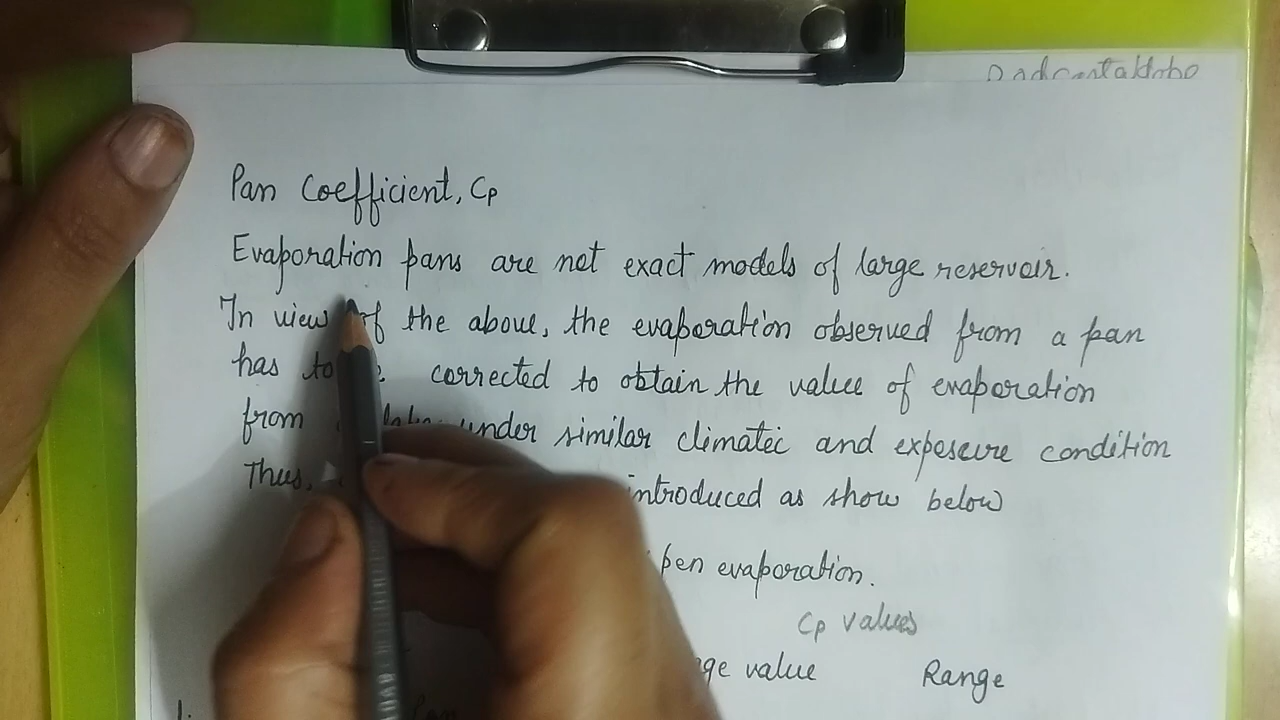 Pan Coefficient, Cp
Evaporation pans are not exact models of large reservoir.
In view of the above, the evaporation observed from a pan
has to corrected to obtain the value of evaporation
from under similar climatic and exposure condition
Thus, introduced as show below
pen evaporation.
Cp values
value Range